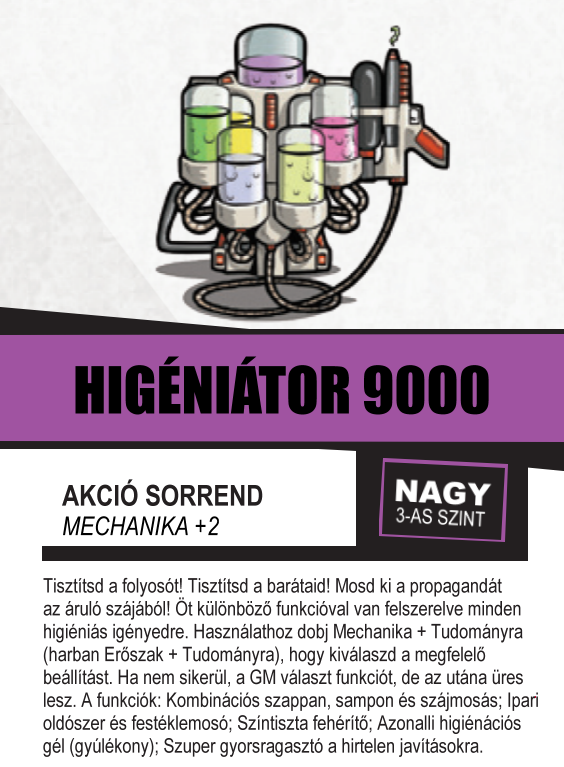 HIGÉNIÁTOR 9000
AKCIÓ SORREND
MECHANIKA +2
NAGY
3-AS SZINT
Tisztítsd a folyosót! Tisztítsd a barátaid! Mosd ki a propagandát
az áruló szájából! Öt különböző funkcióval van felszerelve minden
higiéniás igényedre. Használathoz dobj Mechanika + Tudományra
(harban Erőszak + Tudományra), hogy kiválaszd a megfelelő
beállítást. Ha nem sikerül, a GM választ funkciót, de az utána üres
lesz. A funkciók: Kombinációs szappan, sampon és szájmosás; Ipari
oldószer és festéklemosó; Színtiszta fehérítő; Azonalli higiénációs
gél (gyúlékony); Szuper gyorsragasztó a hirtelen javításokra.